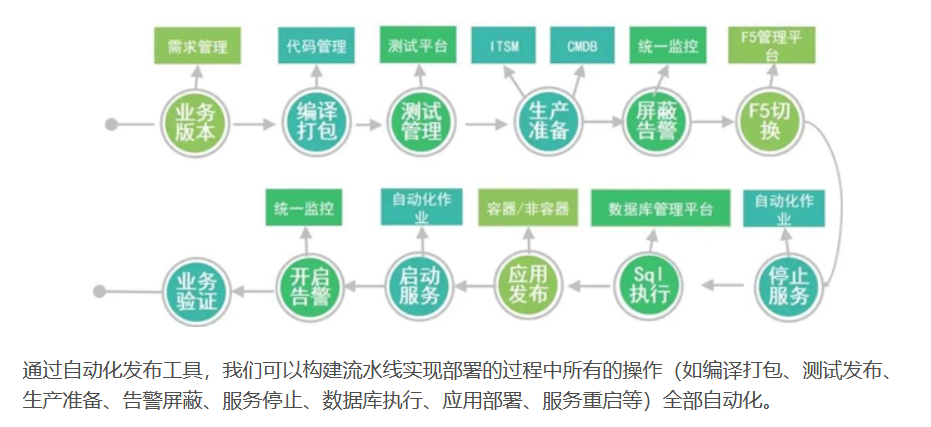 需求管理
代码管理
测试平台
ITSM
CMDB
统一监控
F5管理平
台
业务
版本
编译
打包
测试
管理
生产
准备
屏蔽
告警
F5切
换
统一监控
自动化作
业
容器/非容器
数据库管理平台
自动化作
业
业务
验证
开启
告警
启动
服务
应用
发布
Sql
执行
停止
服务
通过自动化发布工具，我们可以构建流水线实现部署的过程中所有的操作（如编译打包、测试发布、
生产准备、告警屏蔽、服务停止、数据库执行、应用部署、服务重启等）全部自动化。